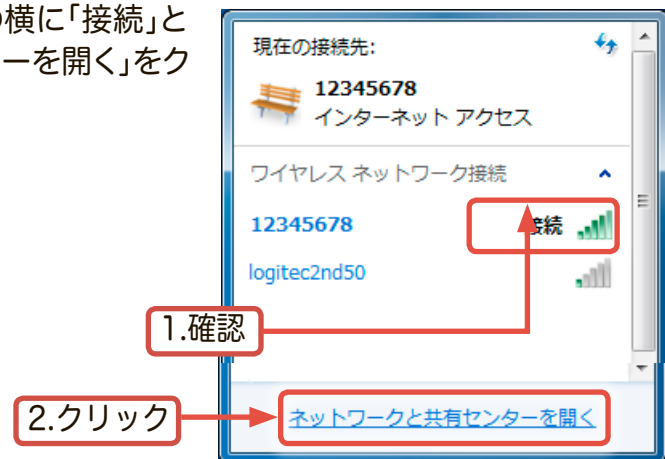 の横に「接続」と
ーを開く」をク
現在の接続先:
12345678
インターネット アクセス
ワイヤレス ネットワーク接続
12345678 接続
logitec2nd50
1.確認
2.クリック
ネットワークと共有センターを開く